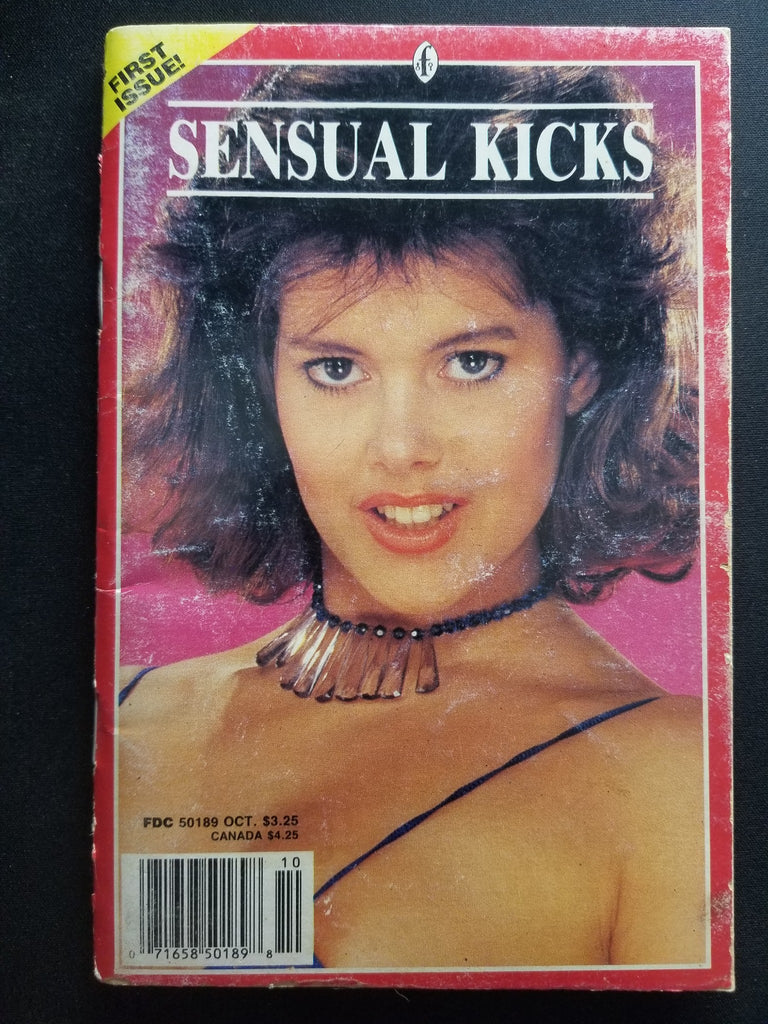 FIRST
ISSUE!
f
SENSUAL KICKS
FDC 50189 OCT. $3.25
CANADA $4.25
10
0 71658 50189 8